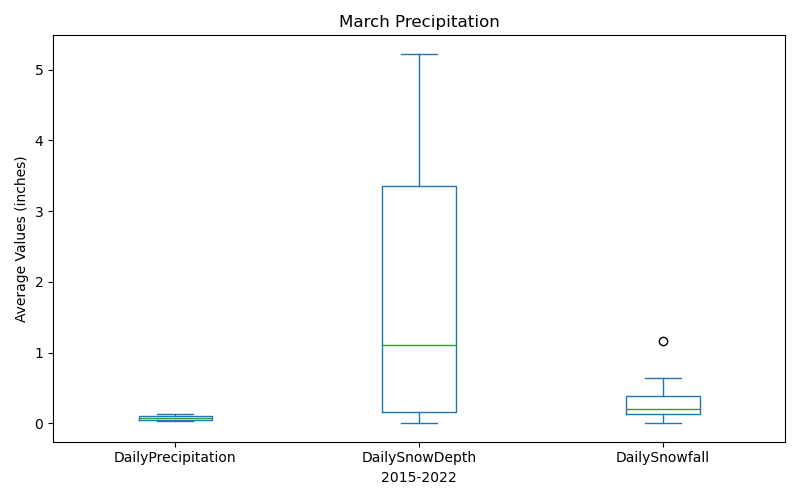 March Precipitation
Average Values (inches)
5
4
3
2
1
0
DailyPrecipitation
DailySnowDepth
DailySnowfall
2015-2022